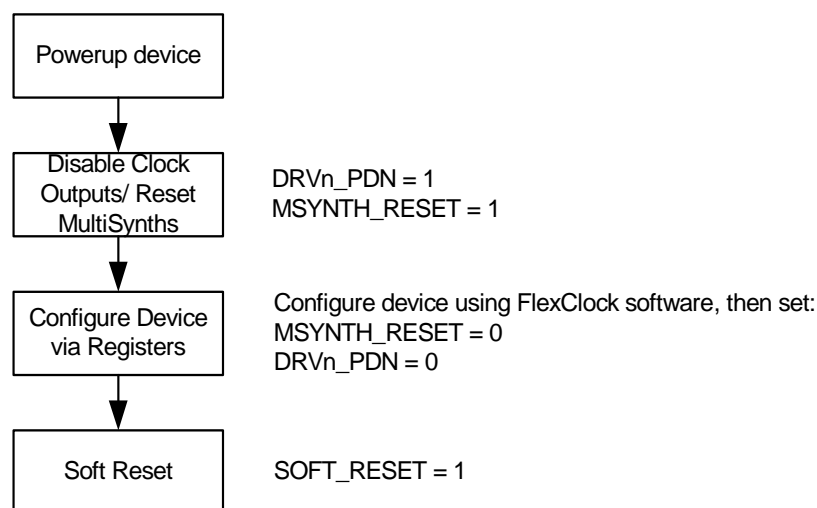 Powerup device
Disable Clock
Outputs/ Reset
MultiSynths
DRVn_PDN = 1
MSYNTH_RESET = 1
Configure Device
via Registers
Configure device using FlexClock software, then set:
MSYNTH_RESET = 0
DRVn_PDN = 0
Soft Reset
SOFT_RESET = 1